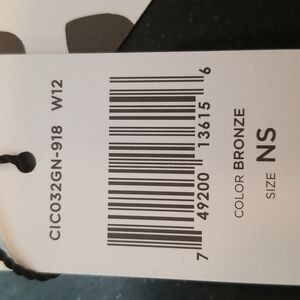 CIC032GN-918 W12
7 49200 13615 6
COLOR BRONZE
SIZE NS